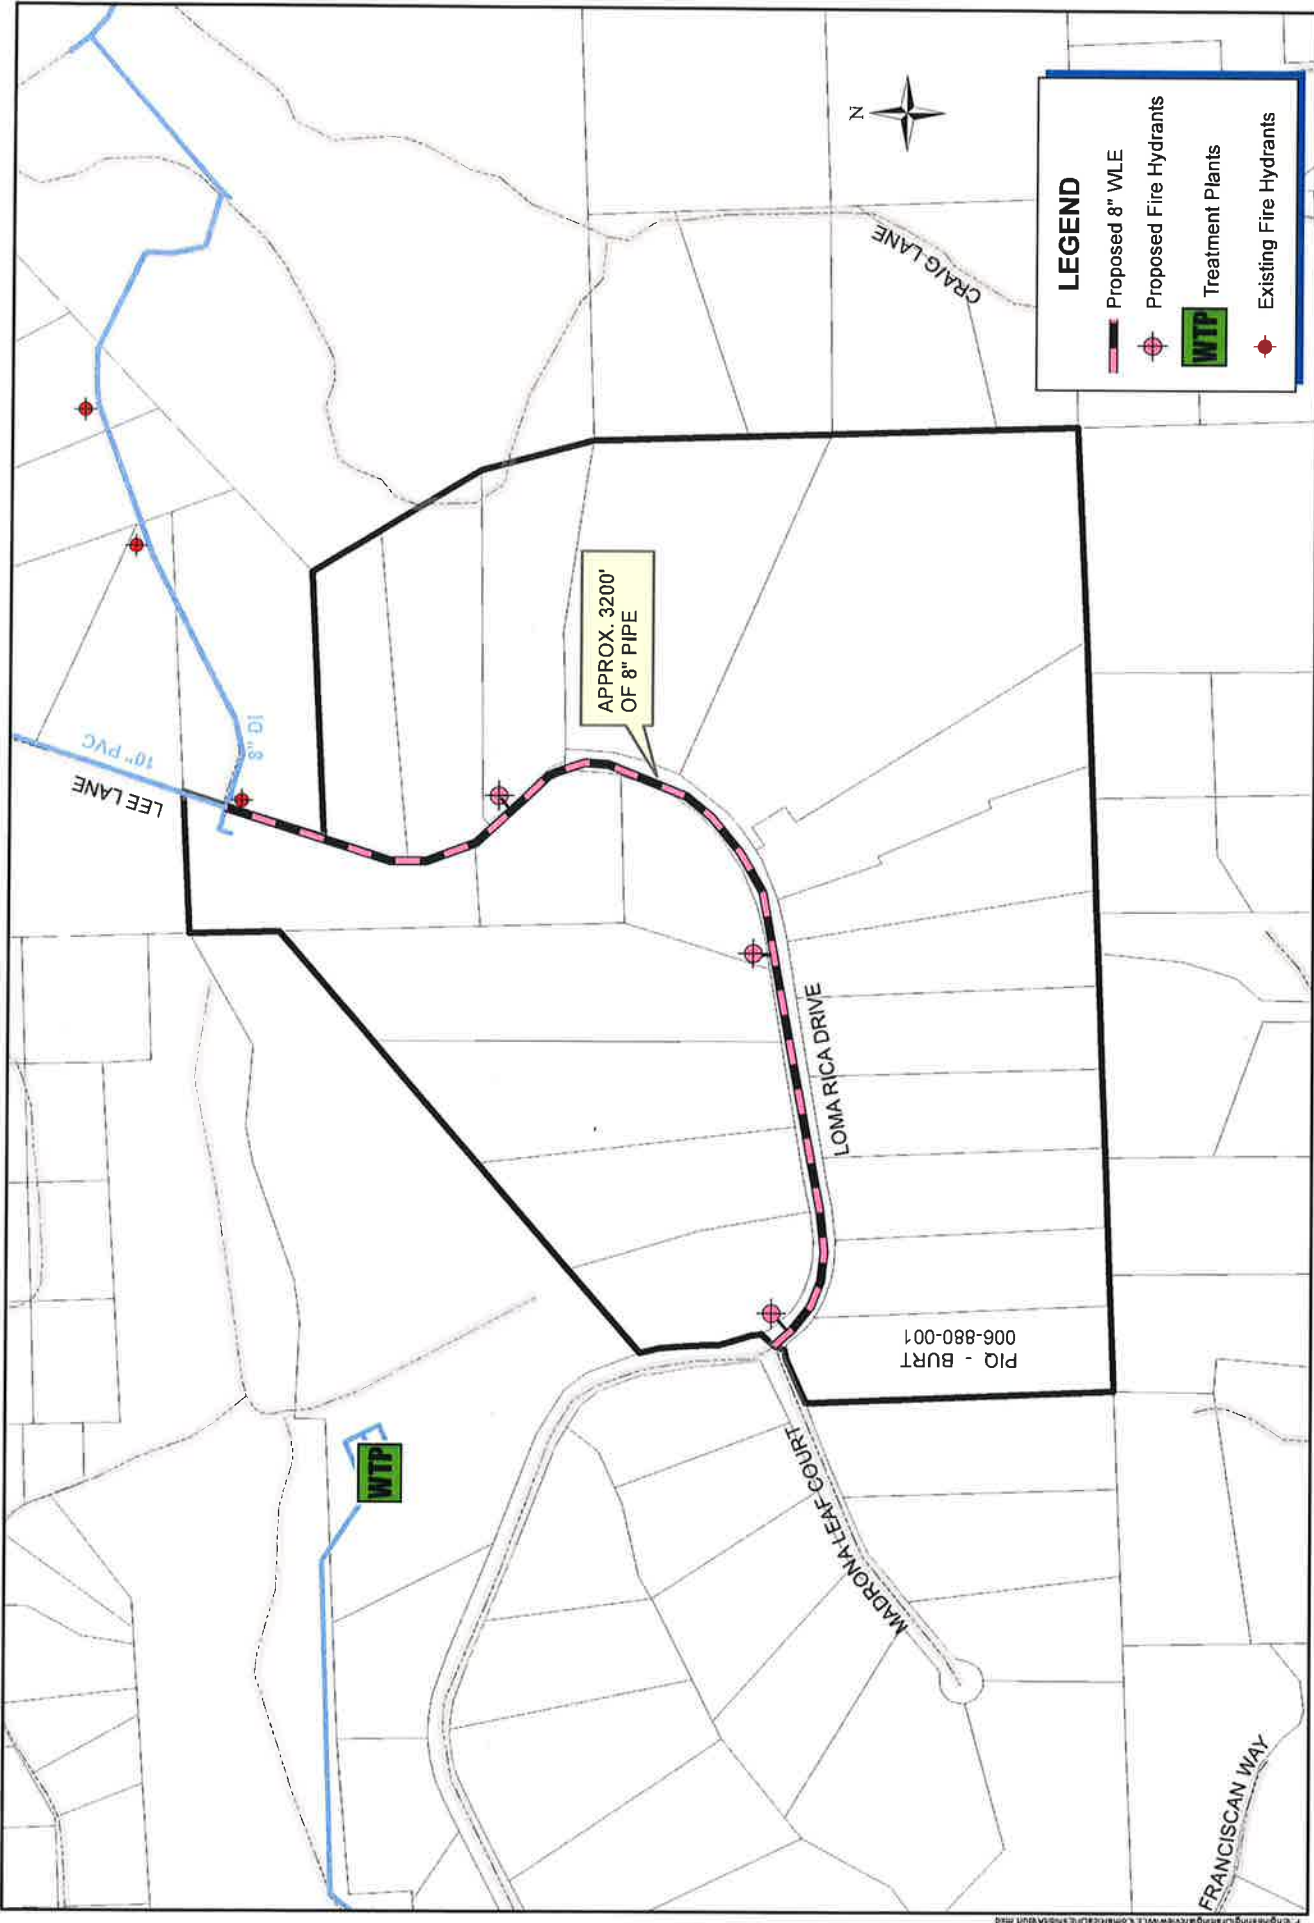 LEE LANE
10" PVC
8" DI
N
CRAIG LANE
APPROX. 3200'
OF 8" PIPE
LOMA RICA DRIVE
PIQ - BURT
006-880-001
WTP
MADRONA LEAF COURT
FRANCISCAN WAY
LEGEND
Proposed 8" WLE
Proposed Fire Hydrants
WTP
Treatment Plants
Existing Fire Hydrants